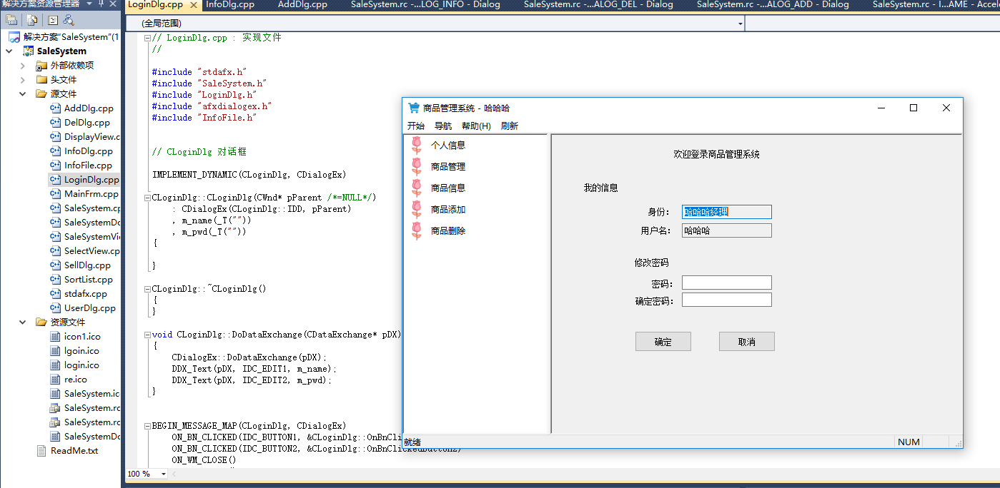 解决方案资源管理器
LoginDlg.cpp
InfoDlg.cpp
AddDlg.cpp
SaleSystem.rc -...LOG_INFO - Dialog
SaleSystem.rc -...ALOG_DEL - Dialog
SaleSystem.rc -...ALOG_ADD - Dialog
SaleSystem.rc - I...AME - Accel
解决方案"SaleSystem"(1
SaleSystem
外部依赖项
头文件
源文件
AddDlg.cpp
DelDlg.cpp
DisplayView.c
InfoDlg.cpp
InfoFile.cpp
LoginDlg.cpp
MainFrm.cpp
SaleSystem.cp
SaleSystemDo
SaleSystemVi
SelectView.cp
SellDlg.cpp
SortList.cpp
stdafx.cpp
UserDlg.cpp
资源文件
icon1.ico
lgoin.ico
login.ico
re.ico
SaleSystem.ic
SaleSystem.rc
SaleSystem.rc
SaleSystemDo
ReadMe.txt
(全局范围)
// LoginDlg.cpp : 实现文件
//
#include "stdafx.h"
#include "SaleSystem.h"
#include "LoginDlg.h"
#include "afxdialogex.h"
#include "InfoFile.h"
// CLoginDlg 对话框
IMPLEMENT_DYNAMIC(CLoginDlg, CDialogEx)
CLoginDlg::CLoginDlg(CWnd* pParent /*=NULL*/)
: CDialogEx(CLoginDlg::IDD, pParent)
, m_name(_T(""))
, m_pwd(_T(""))
{
}
CLoginDlg::~CLoginDlg()
{
}
void CLoginDlg::DoDataExchange(CDataExchange* pDX)
{
CDialogEx::DoDataExchange(pDX);
DDX_Text(pDX, IDC_EDIT1, m_name);
DDX_Text(pDX, IDC_EDIT2, m_pwd);
}
BEGIN_MESSAGE_MAP(CLoginDlg, CDialogEx)
ON_BN_CLICKED(IDC_BUTTON1, &CLoginDlg::OnBnCli
ON_BN_CLICKED(IDC_BUTTON2, &CLoginDlg::OnBnClickedButton2)
ON_WM_CLOSE()
100 %
商品管理系统 - 哈哈哈
开始 导航 帮助(H) 刷新
个人信息
商品管理
商品信息
商品添加
商品删除
欢迎登录商品管理系统
我的信息
身份： 哈哈哈经理
用户名： 哈哈哈
修改密码
密码：
确定密码：
确定 取消
就绪
NUM